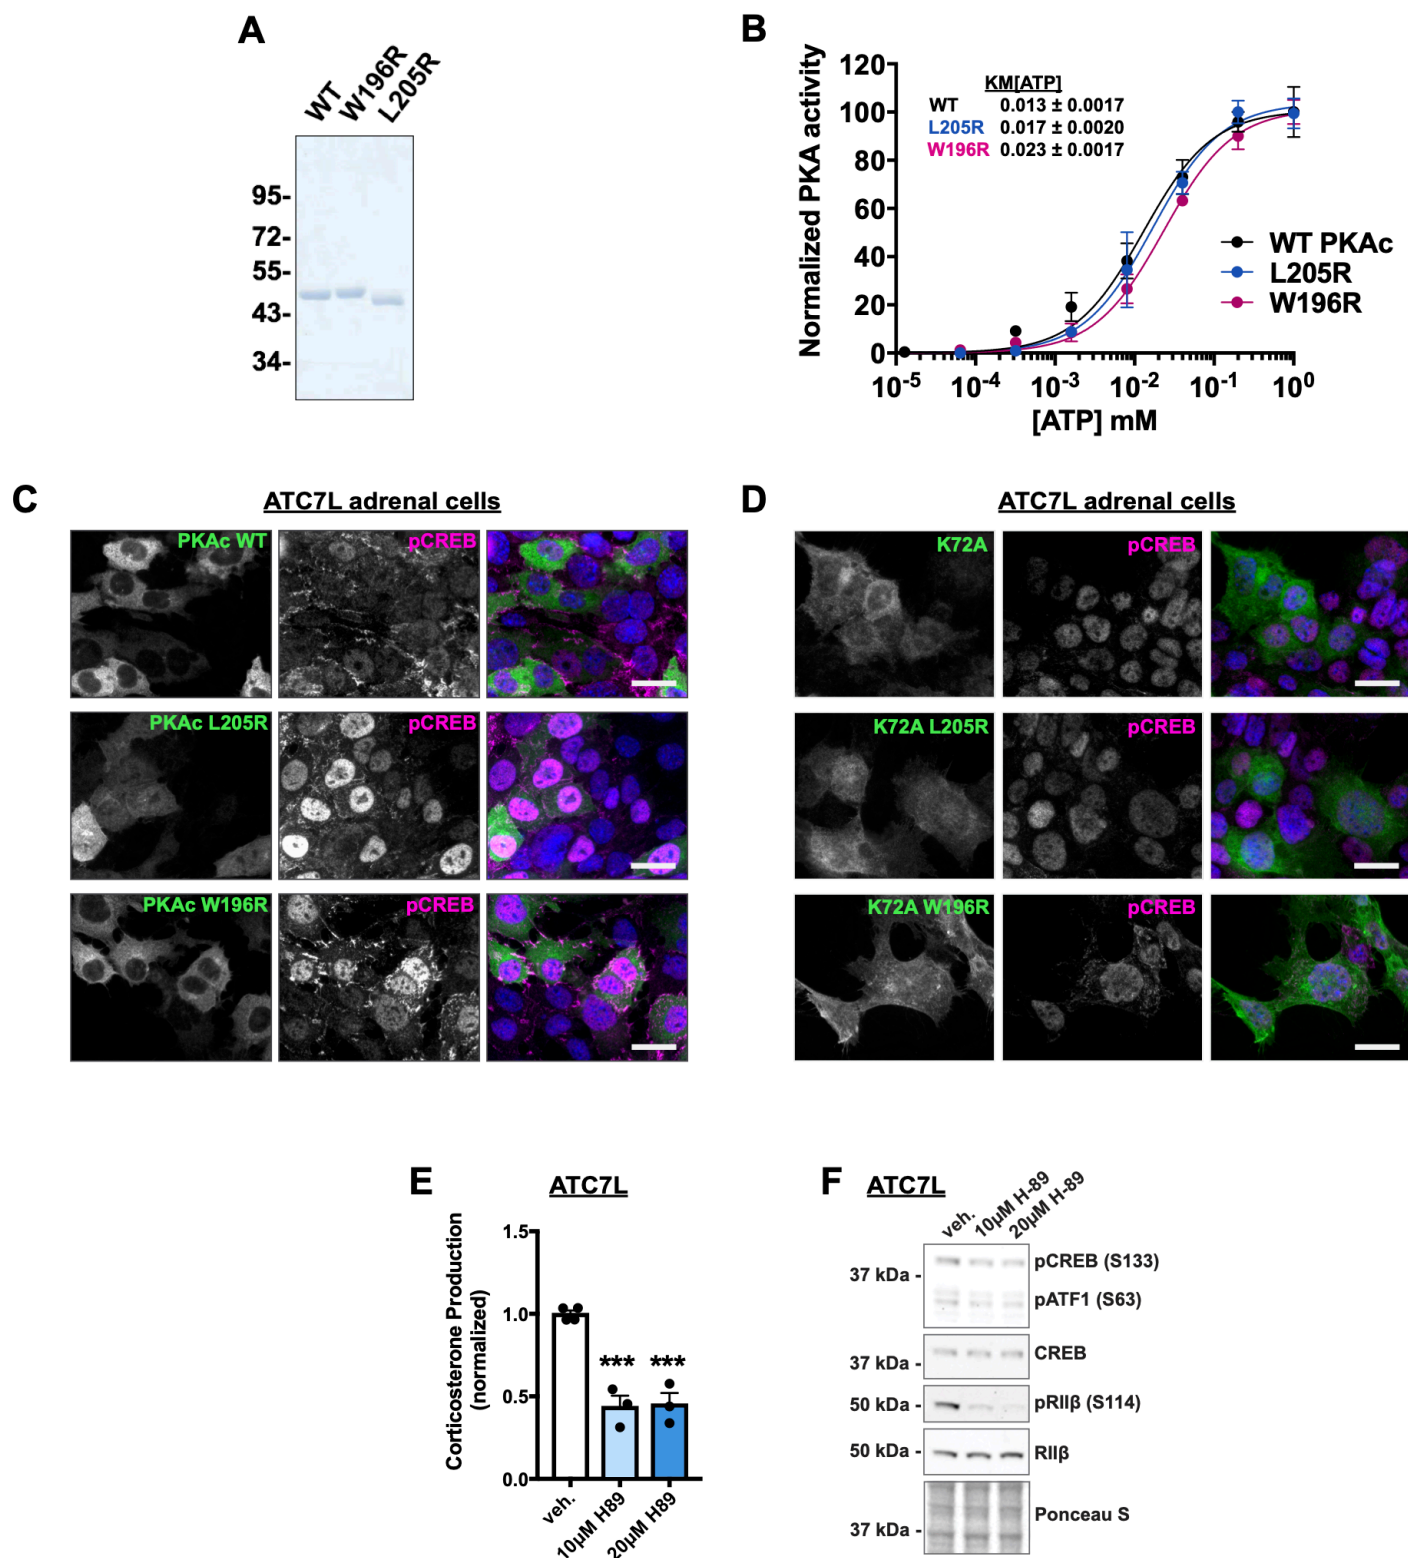 A
WT
W196R
L205R
95-
72-
55-
43-
34-
B
Normalized PKA activity
120
100
80
60
40
20
0
KM[ATP]
WT 0.013 ± 0.0017
L205R 0.017 ± 0.0020
W196R 0.023 ± 0.0017
WT PKAc
L205R
W196R
10-5 10-4 10-3 10-2 10-1 100
[ATP] mM
C
ATC7L adrenal cells
PKAc WT
pCREB
PKAc L205R
pCREB
PKAc W196R
pCREB
D
ATC7L adrenal cells
K72A
pCREB
K72A L205R
pCREB
K72A W196R
pCREB
E
ATC7L
Corticosterone Production
(normalized)
1.5
1.0
0.5
0.0
*** ***
veh.
10µM H89
20µM H89
F
ATC7L
veh.
10µM H-89
20µM H-89
37 kDa -
pCREB (S133)
pATF1 (S63)
37 kDa -
CREB
50 kDa -
pRIIβ (S114)
50 kDa -
RIIβ
37 kDa -
Ponceau S